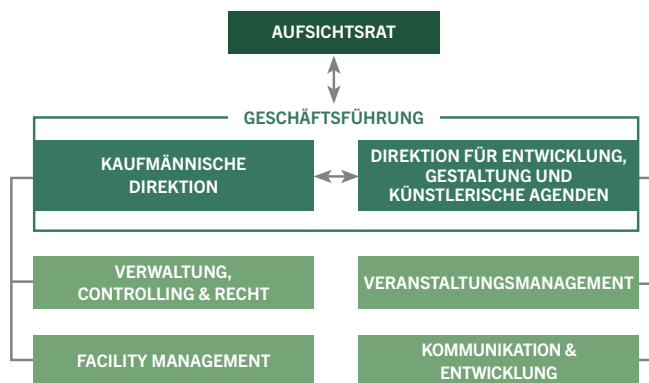 AUFSICHTSRAT
GESCHÄFTSFÜHRUNG
KAUFMÄNNISCHE
DIREKTION
DIREKTION FÜR ENTWICKLUNG,
GESTALTUNG UND
KÜNSTLERISCHE AGENDEN
VERWALTUNG,
CONTROLLING & RECHT
VERANSTALTUNGSMANAGEMENT
FACILITY MANAGEMENT
KOMMUNIKATION &
ENTWICKLUNG